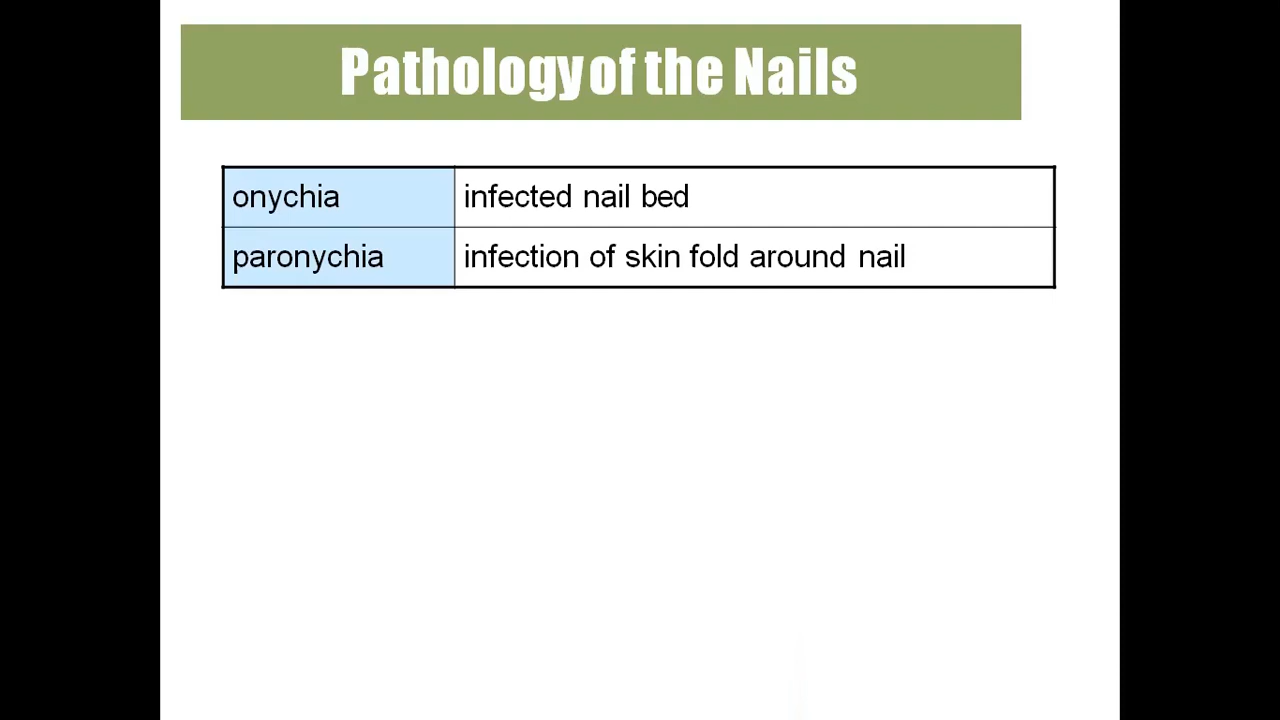 Pathology of the Nails
onychia infected nail bed
paronychia infection of skin fold around nail